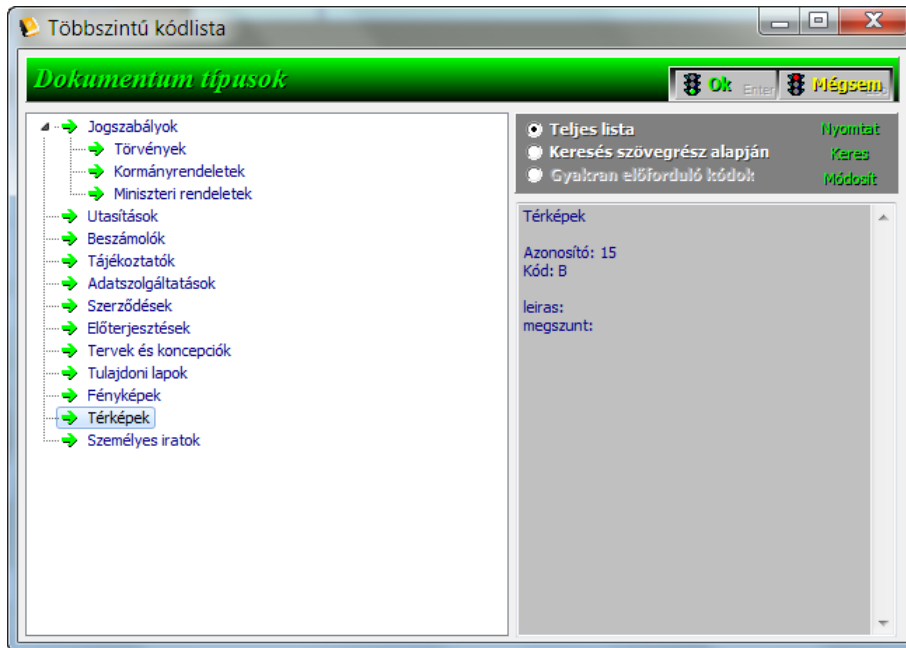 Többszintű kódlista
Dokumentum típusok
Ok Enter Mégsem
Jogszabályok
Törvények
Kormányrendeletek
Miniszteri rendeletek
Utasítások
Beszámolók
Tájékoztatók
Adatszolgáltatások
Szerződések
Előterjesztések
Tervek és koncepciók
Tulajdoni lapok
Fényképek
Térképek
Személyes iratok
Teljes lista
Keresés szövegrész alapján
Gyakran előforduló kódok
Nyomtat
Keres
Módosít
Térképek
Azonosító: 15
Kód: B
leiras:
megszunt: